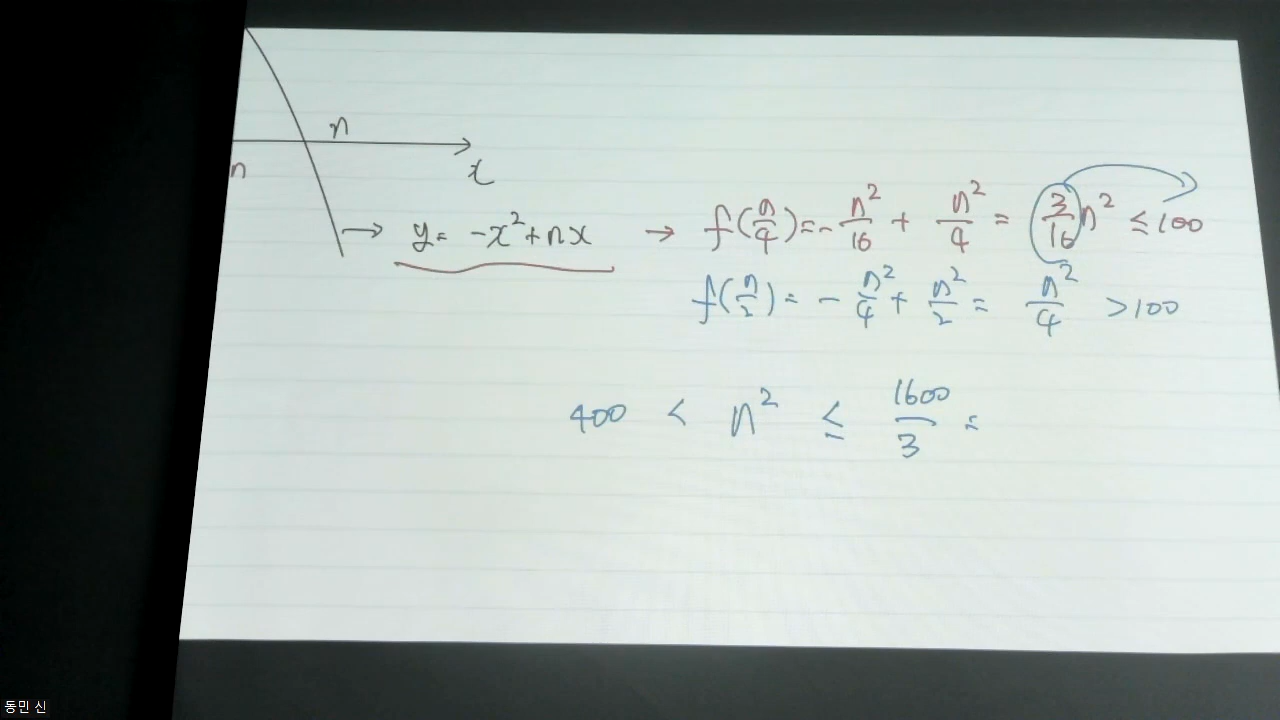 n
n
x
→ y = -x² + nx → f(n/4) = - n²/16 + n²/4 = 3/16 n² ≤ 100
f(n/2) = - n²/4 + n²/2 = n²/4 > 100
400 < n² ≤ 1600/3 =
동민 신